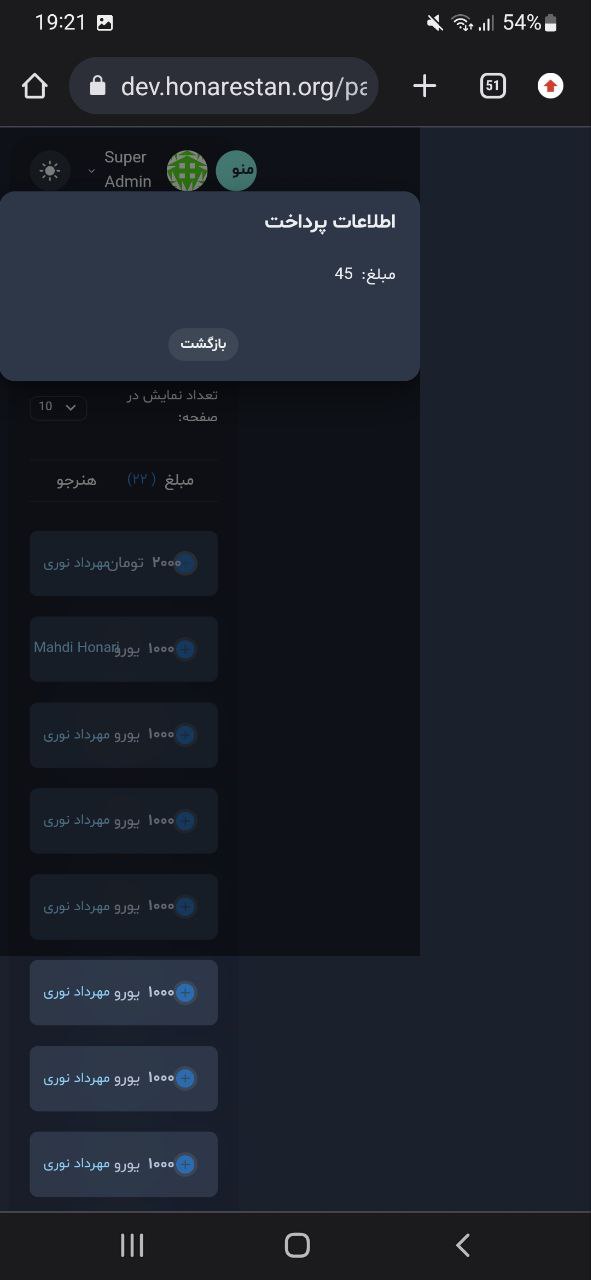 19:21
54%
dev.honarestan.org/pa
51
Super
Admin
منو
اطلاعات پرداخت
مبلغ: 45
بازگشت
تعداد نمایش در
صفحه:
10
مبلغ (۲۲) هنرجو
۲۰۰۰ تومان مهرداد نوری
۱۰۰۰ یورو Mahdi Honari
۱۰۰۰ یورو مهرداد نوری
۱۰۰۰ یورو مهرداد نوری
۱۰۰۰ یورو مهرداد نوری
۱۰۰۰ یورو مهرداد نوری
۱۰۰۰ یورو مهرداد نوری
۱۰۰۰ یورو مهرداد نوری